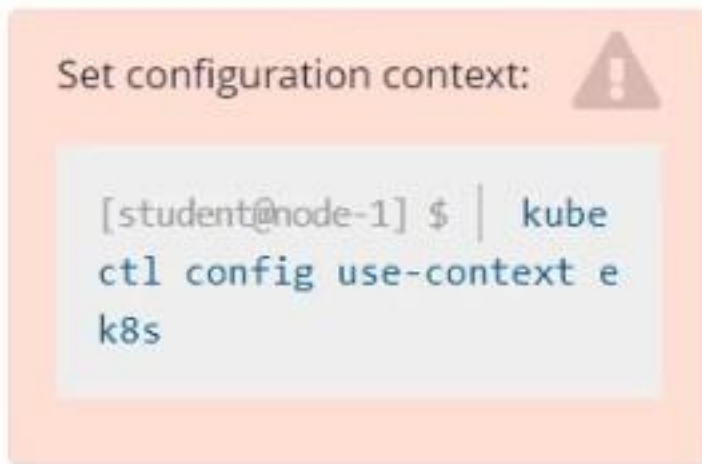 Set configuration context:
[student@node-1] $ | kube
ctl config use-context e
k8s